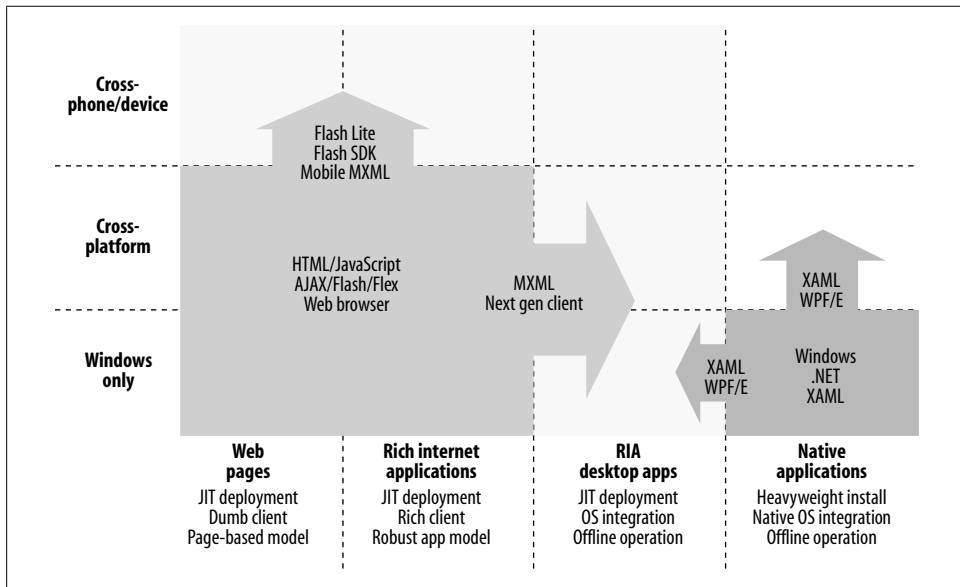 Cross-
phone/device
Flash Lite
Flash SDK
Mobile MXML
Cross-
platform
HTML/JavaScript
AJAX/Flash/Flex
Web browser
MXML
Next gen client
XAML
WPF/E
Windows
only
XAML
WPF/E
Windows
.NET
XAML
Web
pages
JIT deployment
Dumb client
Page-based model
Rich internet
applications
JIT deployment
Rich client
Robust app model
RIA
desktop apps
JIT deployment
OS integration
Offline operation
Native
applications
Heavyweight install
Native OS integration
Offline operation